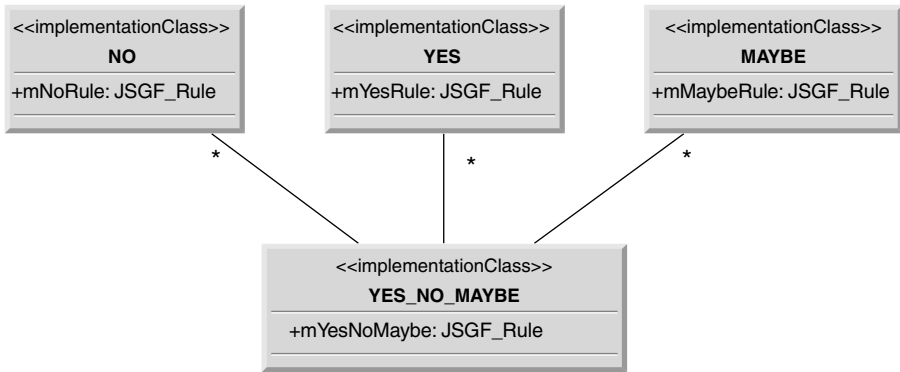 <<implementationClass>>
NO
+mNoRule: JSGF_Rule
<<implementationClass>>
YES
+mYesRule: JSGF_Rule
<<implementationClass>>
MAYBE
+mMaybeRule: JSGF_Rule
*
*
*
<<implementationClass>>
YES_NO_MAYBE
+mYesNoMaybe: JSGF_Rule